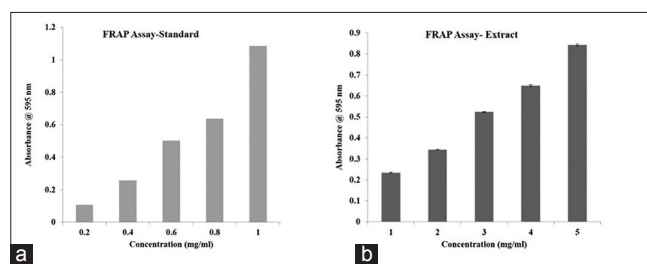 FRAP Assay-Standard
1.2
1
0.8
0.6
0.4
0.2
0
Absorbance @ 595 nm
0.2 0.4 0.6 0.8 1
Concentration (mg/ml)
a
FRAP Assay- Extract
0.9
0.8
0.7
0.6
0.5
0.4
0.3
0.2
0.1
0
Absorbance @ 595 nm
1 2 3 4 5
Concentration (mg/ml)
b